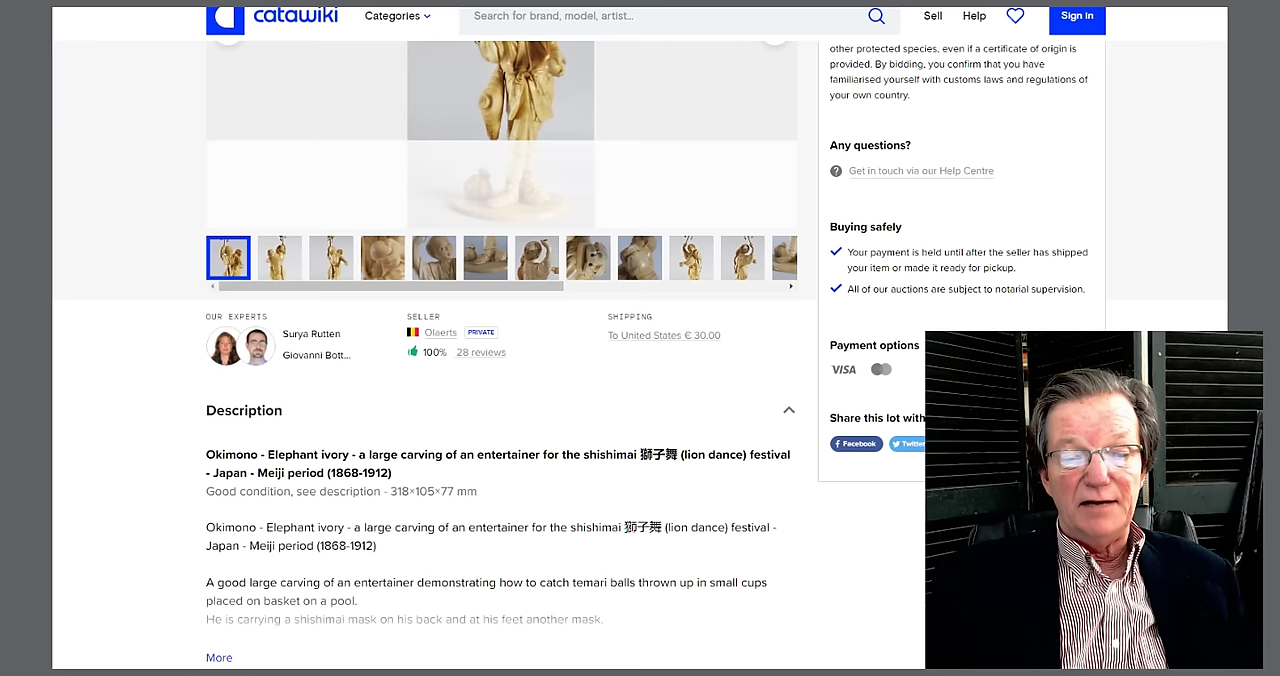 catawiki
Categories
Search for brand, model, artist...
Sell
Help
Sign in
other protected species, even if a certificate of origin is
provided. By bidding, you confirm that you have
familiarised yourself with customs laws and regulations of
your own country.
Any questions?
Get in touch via our Help Centre
Buying safely
Your payment is held until after the seller has shipped
your item or made it ready for pickup.
All of our auctions are subject to notarial supervision.
OUR EXPERTS
Surya Rutten
Giovanni Bott...
SELLER
Olaerts PRIVATE
100% 28 reviews
SHIPPING
To United States € 30.00
Payment options
VISA
Share this lot with
Facebook
Twitter
Description
Okimono - Elephant ivory - a large carving of an entertainer for the shishimai 獅子舞 (lion dance) festival
- Japan - Meiji period (1868-1912)
Good condition, see description - 318×105×77 mm
Okimono - Elephant ivory - a large carving of an entertainer for the shishimai 獅子舞 (lion dance) festival -
Japan - Meiji period (1868-1912)
A good large carving of an entertainer demonstrating how to catch temari balls thrown up in small cups
placed on basket on a pool.
He is carrying a shishimai mask on his back and at his feet another mask.
More